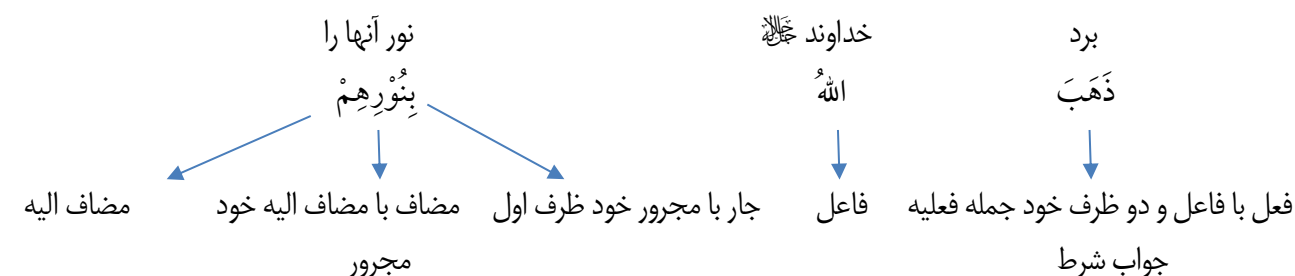 برد خداوند ﷻ نور آنها را
ذَهَبَ اللهُ بِنُوْرِهِمْ
فعل با فاعل و دو ظرف خود جمله فعلیه فاعل جار با مجرور خود ظرف اول مضاف با مضاف الیه خود مضاف الیه
جواب شرط مجرور